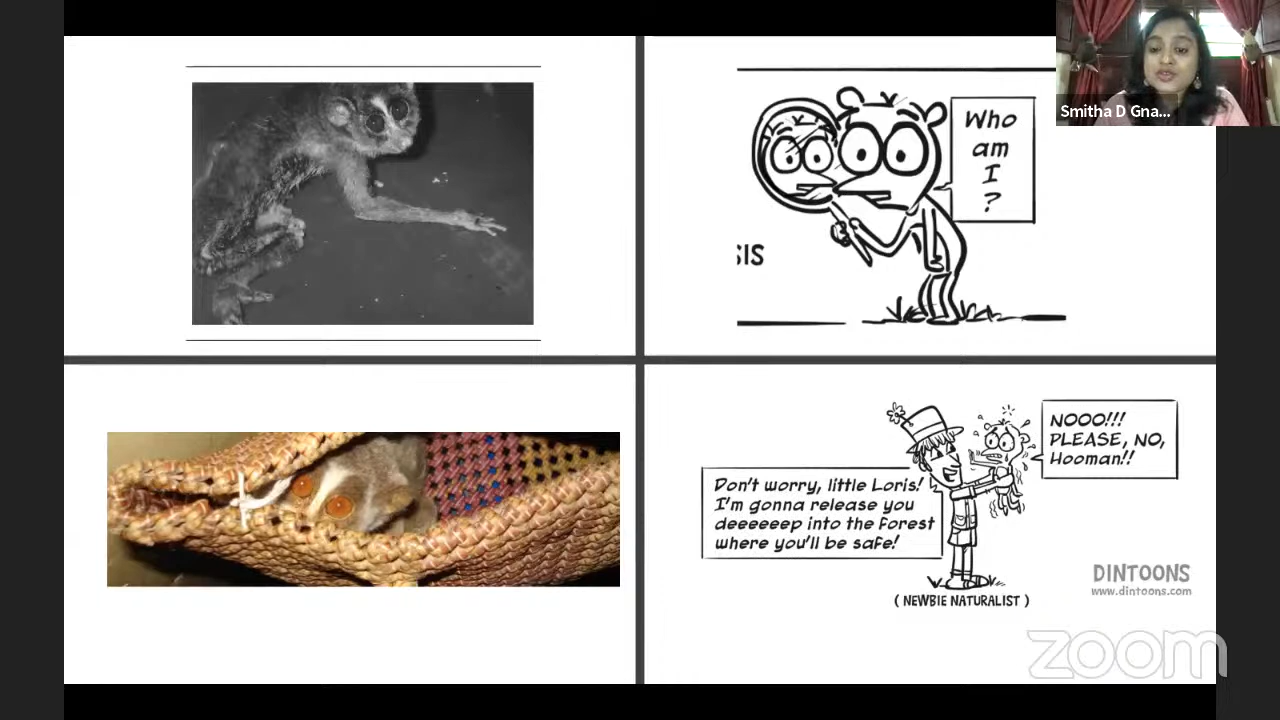 Smitha D Gna...
Who
am
I
?
SIS
NOOO!!!
PLEASE, NO,
Hooman!!
Don't worry, little Loris!
I'm gonna release you
deeeeeep into the forest
where you'll be safe!
DINTOONS
www.dintoons.com
( NEWBIE NATURALIST )
zoom